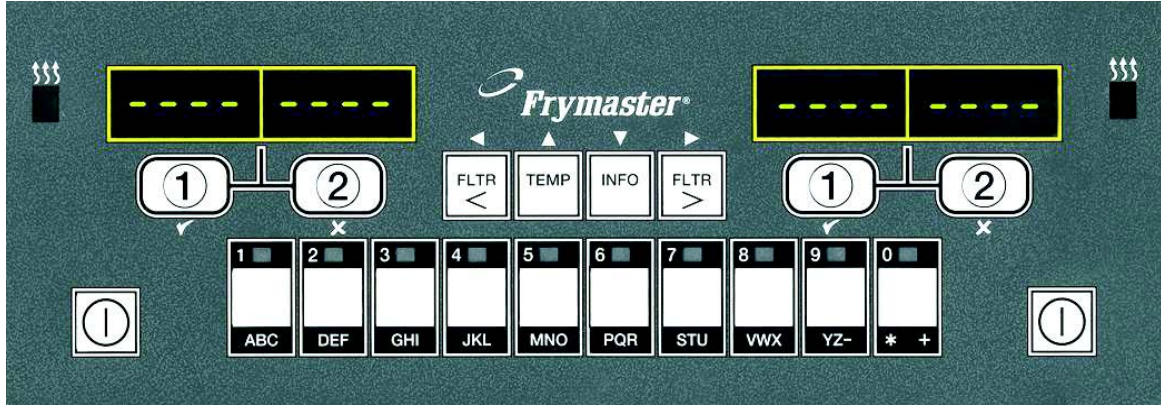 ---- ---- ---- ----
Frymaster®
① ② FLTR < TEMP INFO FLTR > ① ②
1 2 3 4 5 6 7 8 9 0
ABC DEF GHI JKL MNO PQR STU VWX YZ- * +